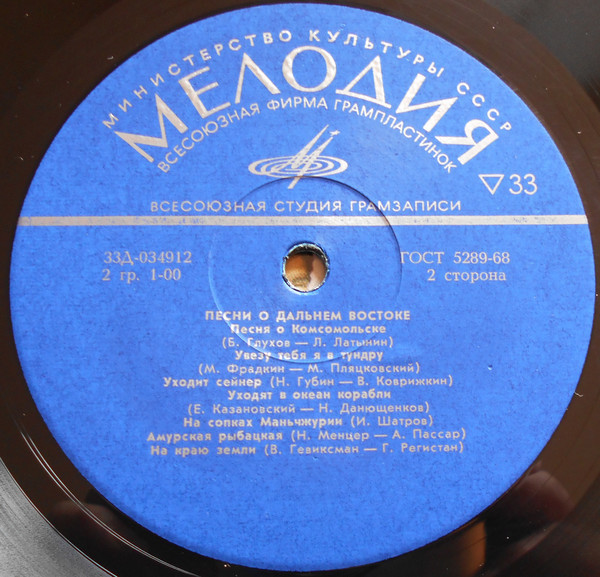 МИНИСТЕРСТВО КУЛЬТУРЫ СССР
МЕЛОДИЯ
ВСЕСОЮЗНАЯ ФИРМА ГРАМПЛАСТИНОК
▽33
ВСЕСОЮЗНАЯ СТУДИЯ ГРАМЗАПИСИ
33Д-034912 ГОСТ 5289-68
2 гр. 1-00 2 сторона
ПЕСНИ О ДАЛЬНЕМ ВОСТОКЕ
Песня о Комсомольске
(Б. Глухов — Л. Латынин)
Увезу тебя я в тундру
(М. Фрадкин — М. Пляцковский)
Уходит сейнер (Н. Губин — В. Коврижкин)
Уходят в океан корабли
(Е. Казановский — Н. Данющенков)
На сопках Маньчжурии (И. Шатров)
Амурская рыбацкая (Н. Менцер — А. Пассар)
На краю земли (В. Гевиксман — Г. Регистан)